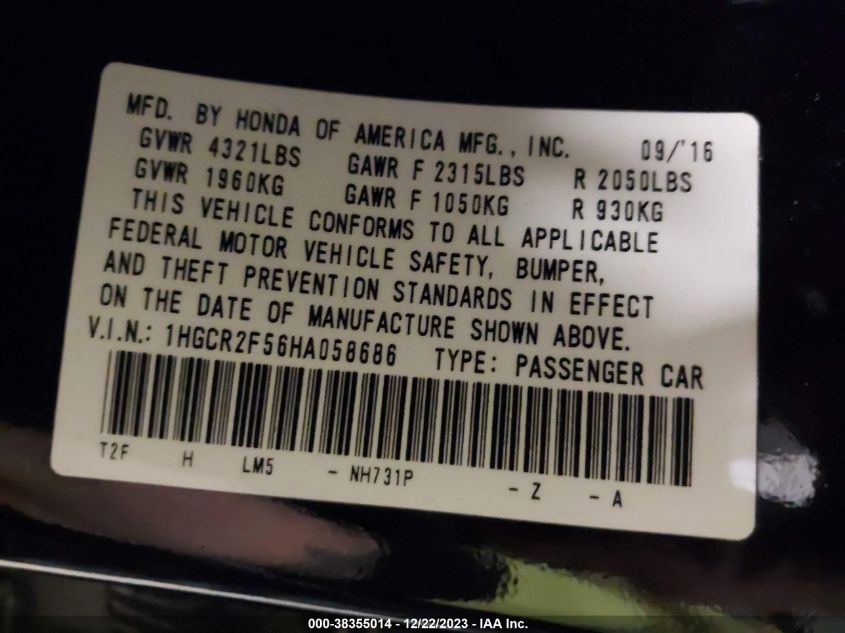 MFD. BY HONDA OF AMERICA MFG., INC. 09/'16
GVWR 4321LBS GAWR F 2315LBS R 2050LBS
GVWR 1960KG GAWR F 1050KG R 930KG
THIS VEHICLE CONFORMS TO ALL APPLICABLE
FEDERAL MOTOR VEHICLE SAFETY, BUMPER,
AND THEFT PREVENTION STANDARDS IN EFFECT
ON THE DATE OF MANUFACTURE SHOWN ABOVE.
V.I.N.: 1HGCR2F56HA058686 TYPE: PASSENGER CAR
T2F H LM5 - NH731P - Z - A
000-38355014 - 12/22/2023 - IAA Inc.